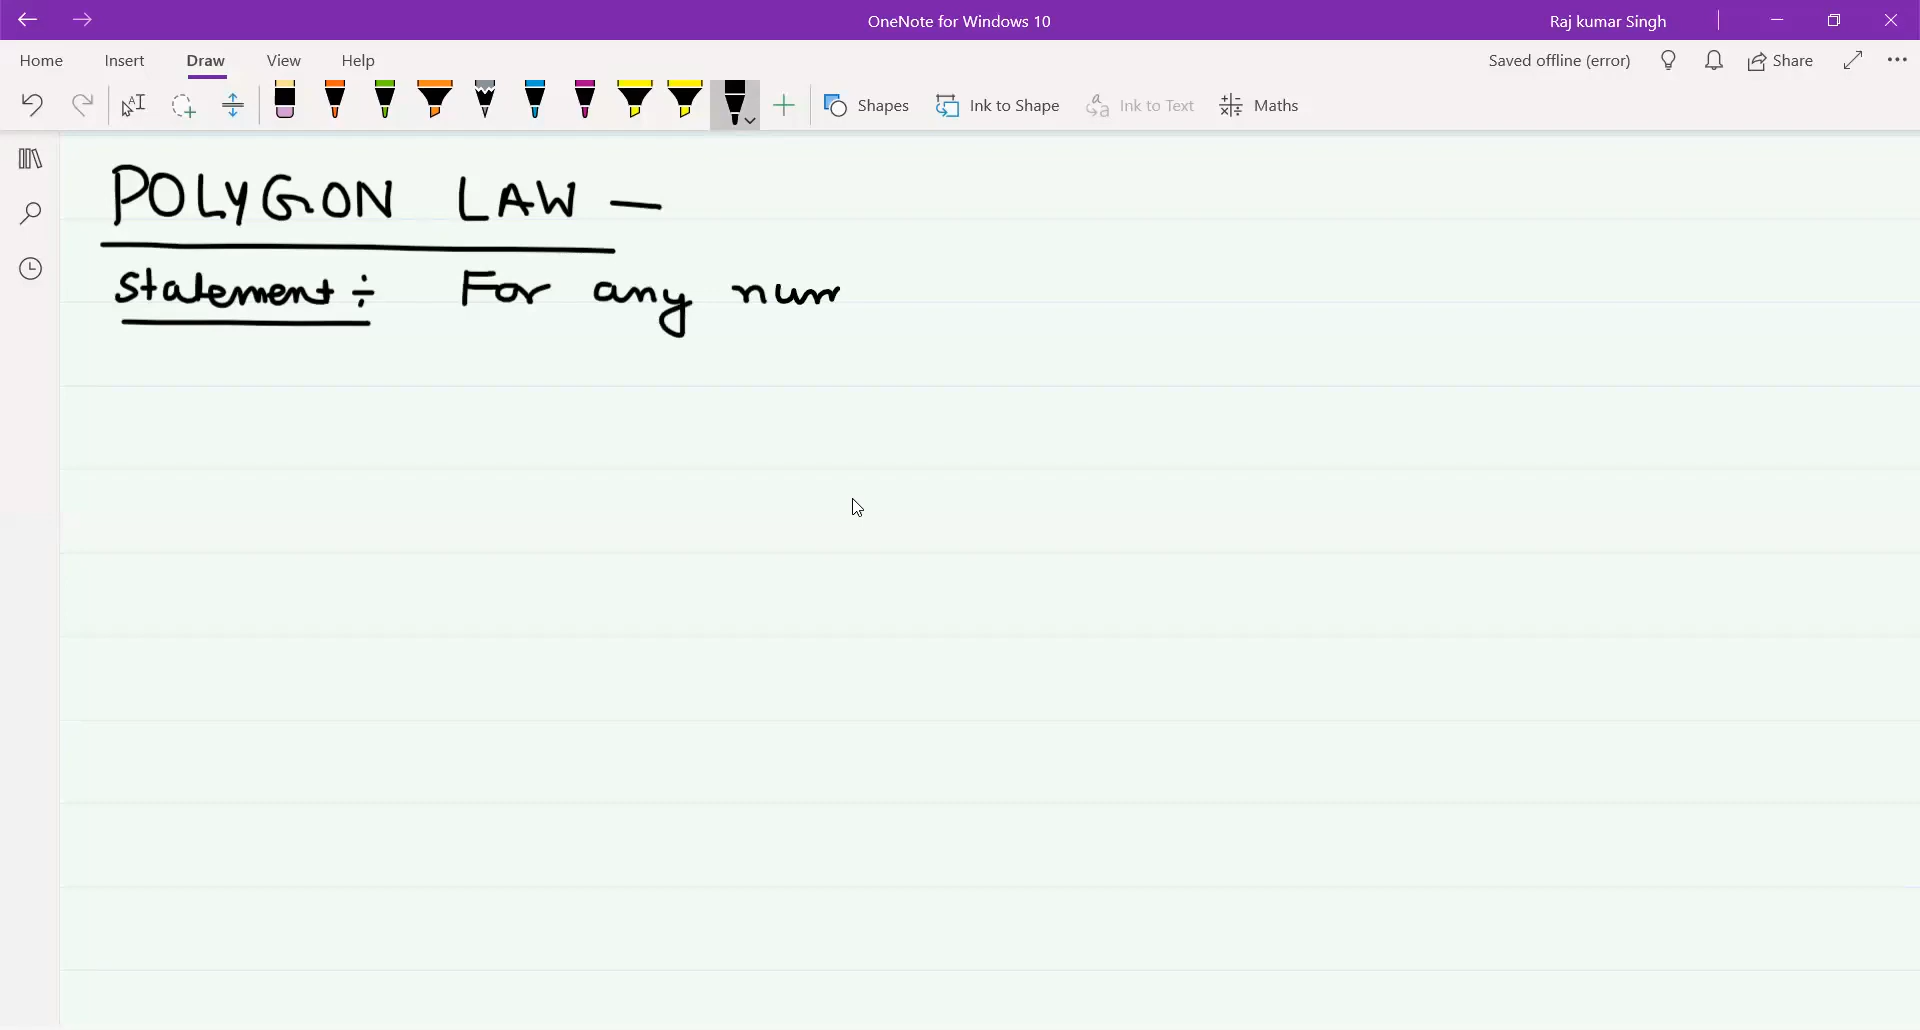 OneNote for Windows 10
Raj kumar Singh
Home Insert Draw View Help
Saved offline (error)
Share
Shapes Ink to Shape Ink to Text Maths
POLYGON LAW —
Statement ÷ For any num